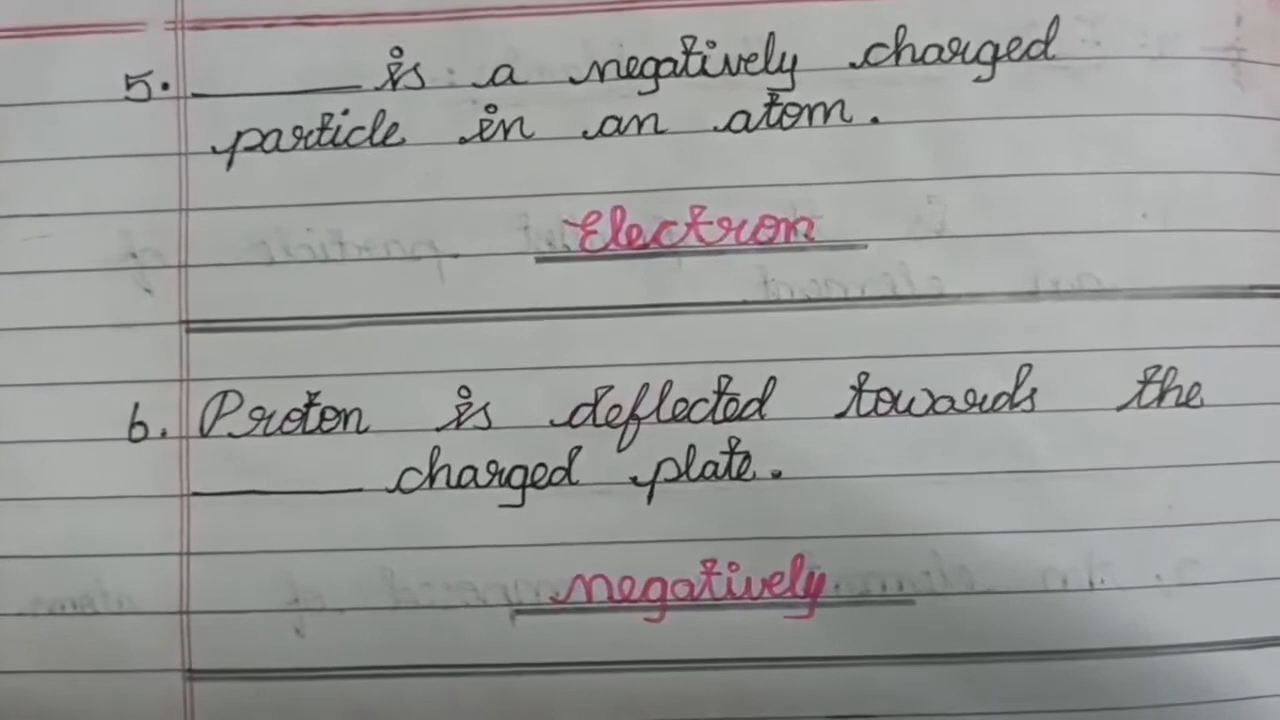 5. ______ is a negatively charged
particle in an atom.
Electron
6. Proton is deflected towards the
______ charged plate.
negatively